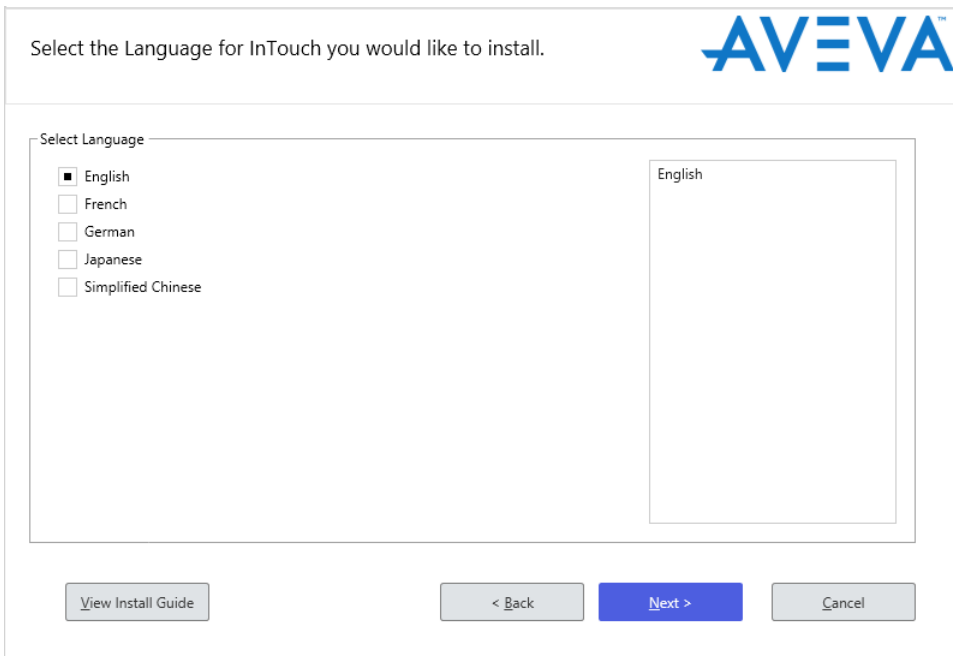 Select the Language for InTouch you would like to install.
AVEVA™
Select Language
English
French
German
Japanese
Simplified Chinese
English
View Install Guide
< Back
Next >
Cancel